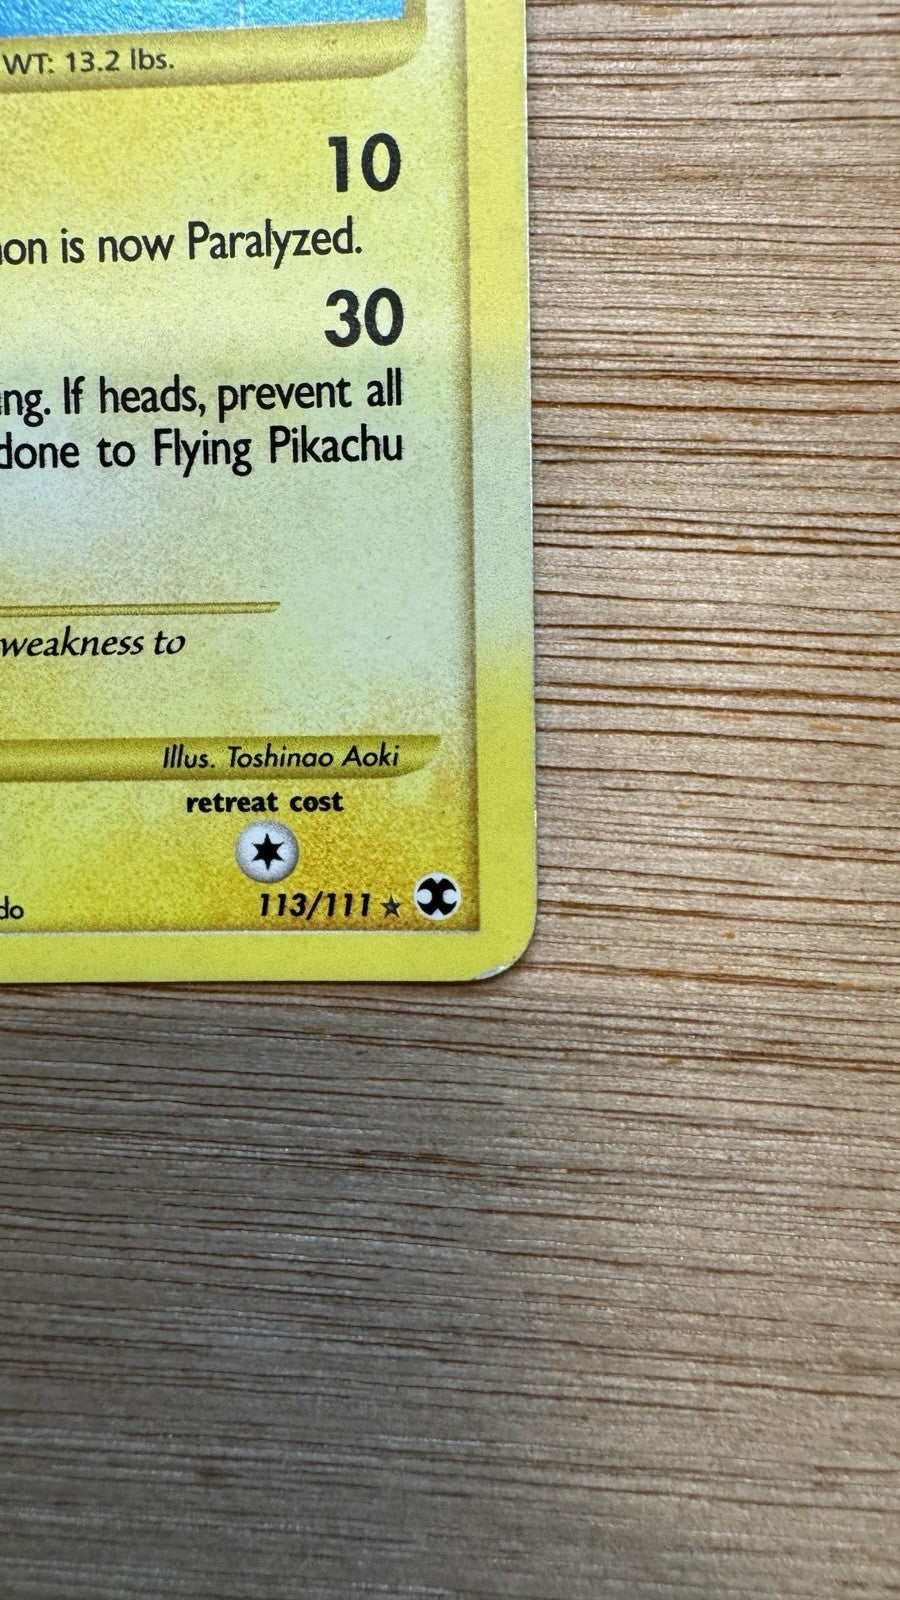 WT: 13.2 lbs.
10
on is now Paralyzed.
30
ng. If heads, prevent all
done to Flying Pikachu
weakness to
Illus. Toshinao Aoki
retreat cost
113/111
do